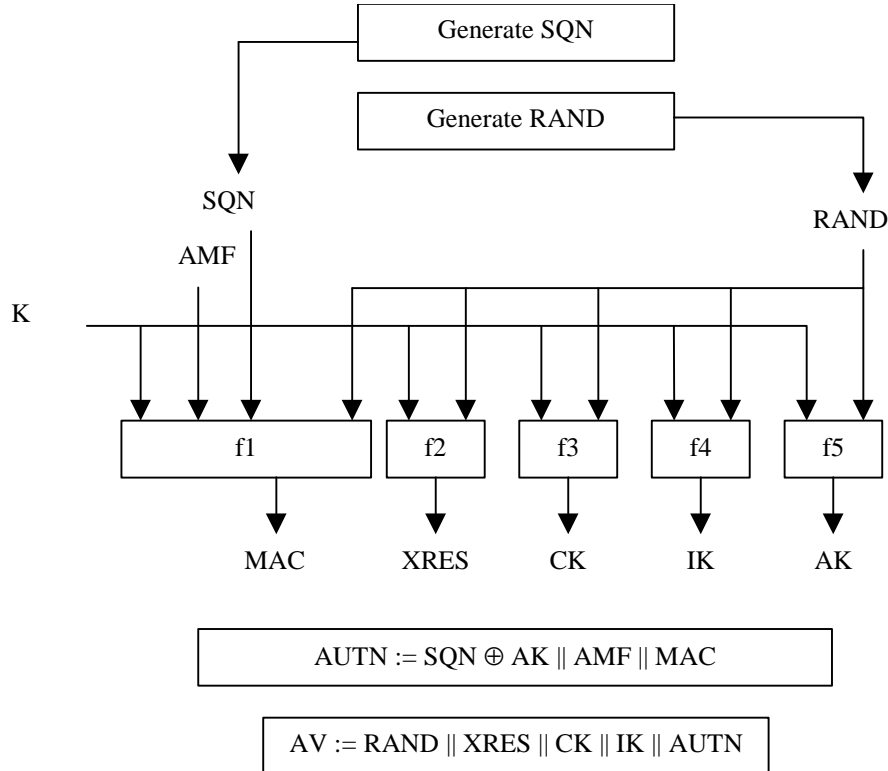 Generate SQN
Generate RAND
SQN
RAND
AMF
K
f1
f2
f3
f4
f5
MAC
XRES
CK
IK
AK
AUTN := SQN ⊕ AK || AMF || MAC
AV := RAND || XRES || CK || IK || AUTN